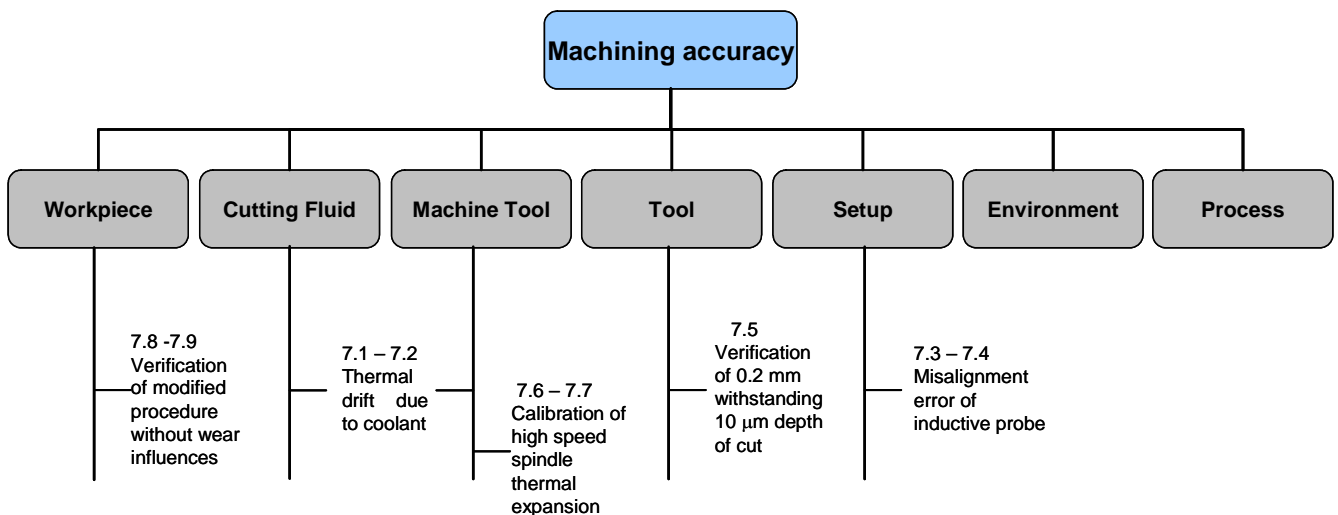 Machining accuracy
Workpiece
Cutting Fluid
Machine Tool
Tool
Setup
Environment
Process
7.8 -7.9
Verification
of modified
procedure
without wear
influences
7.1 – 7.2
Thermal
drift due
to coolant
7.6 – 7.7
Calibration of
high speed
spindle
thermal
expansion
7.5
Verification
of 0.2 mm
withstanding
10 μm depth
of cut
7.3 – 7.4
Misalignment
error of
inductive probe